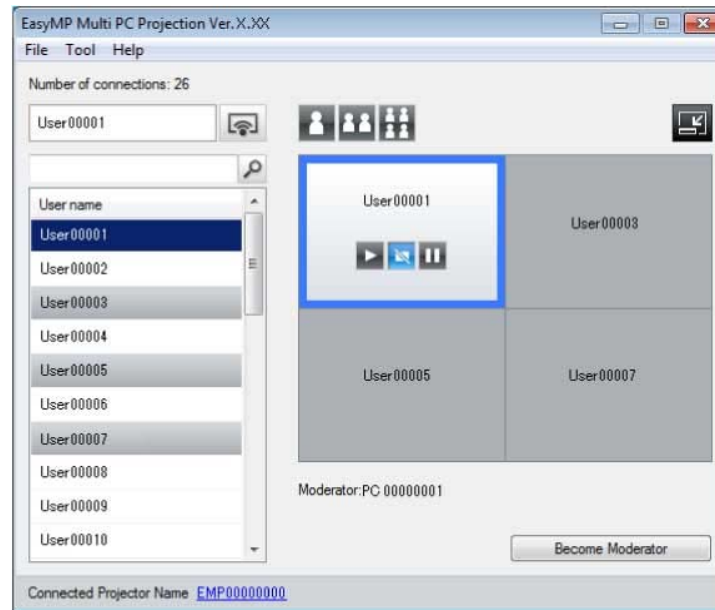 EasyMP Multi PC Projection Ver.X.XX
File Tool Help
Number of connections: 26
User00001
User name
User00001
User00002
User00003
User00004
User00005
User00006
User00007
User00008
User00009
User00010
User00001
User00003
User00005
User00007
Moderator:PC 00000001
Become Moderator
Connected Projector Name EMP00000000